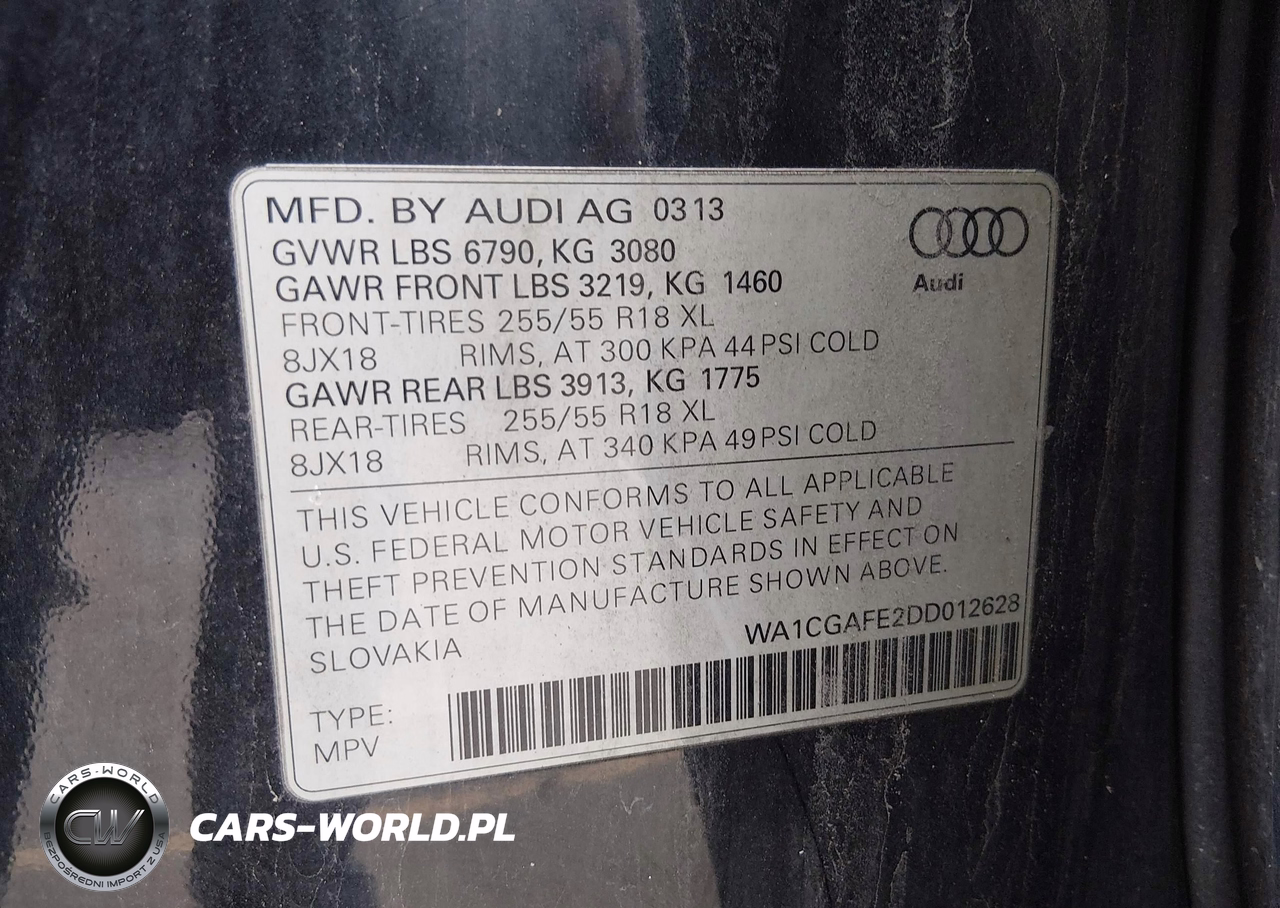 MFD. BY AUDI AG 0313
GVWR LBS 6790, KG 3080
GAWR FRONT LBS 3219, KG 1460
FRONT-TIRES 255/55 R18 XL
8JX18 RIMS, AT 300 KPA 44 PSI COLD
GAWR REAR LBS 3913, KG 1775
REAR-TIRES 255/55 R18 XL
8JX18 RIMS, AT 340 KPA 49 PSI COLD
Audi
THIS VEHICLE CONFORMS TO ALL APPLICABLE
U.S. FEDERAL MOTOR VEHICLE SAFETY AND
THEFT PREVENTION STANDARDS IN EFFECT ON
THE DATE OF MANUFACTURE SHOWN ABOVE.
SLOVAKIA
WA1CGAFE2DD012628
TYPE:
MPV
CARS-WORLD
CW
BEZPOŚREDNI IMPORT Z USA
CARS-WORLD.PL